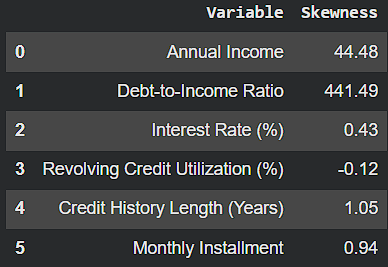 Variable Skewness
0 Annual Income 44.48
1 Debt-to-Income Ratio 441.49
2 Interest Rate (%) 0.43
3 Revolving Credit Utilization (%) -0.12
4 Credit History Length (Years) 1.05
5 Monthly Installment 0.94